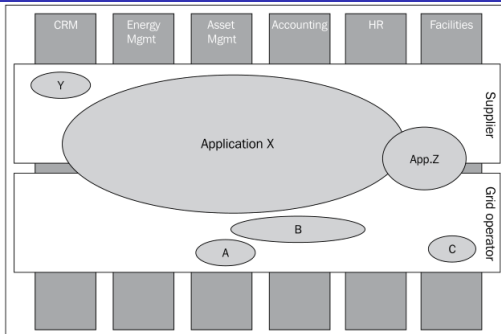 CRM
Energy
Mgmt
Asset
Mgmt
Accounting
HR
Facilities
Y
Supplier
Application X
App.Z
Grid operator
B
A
C